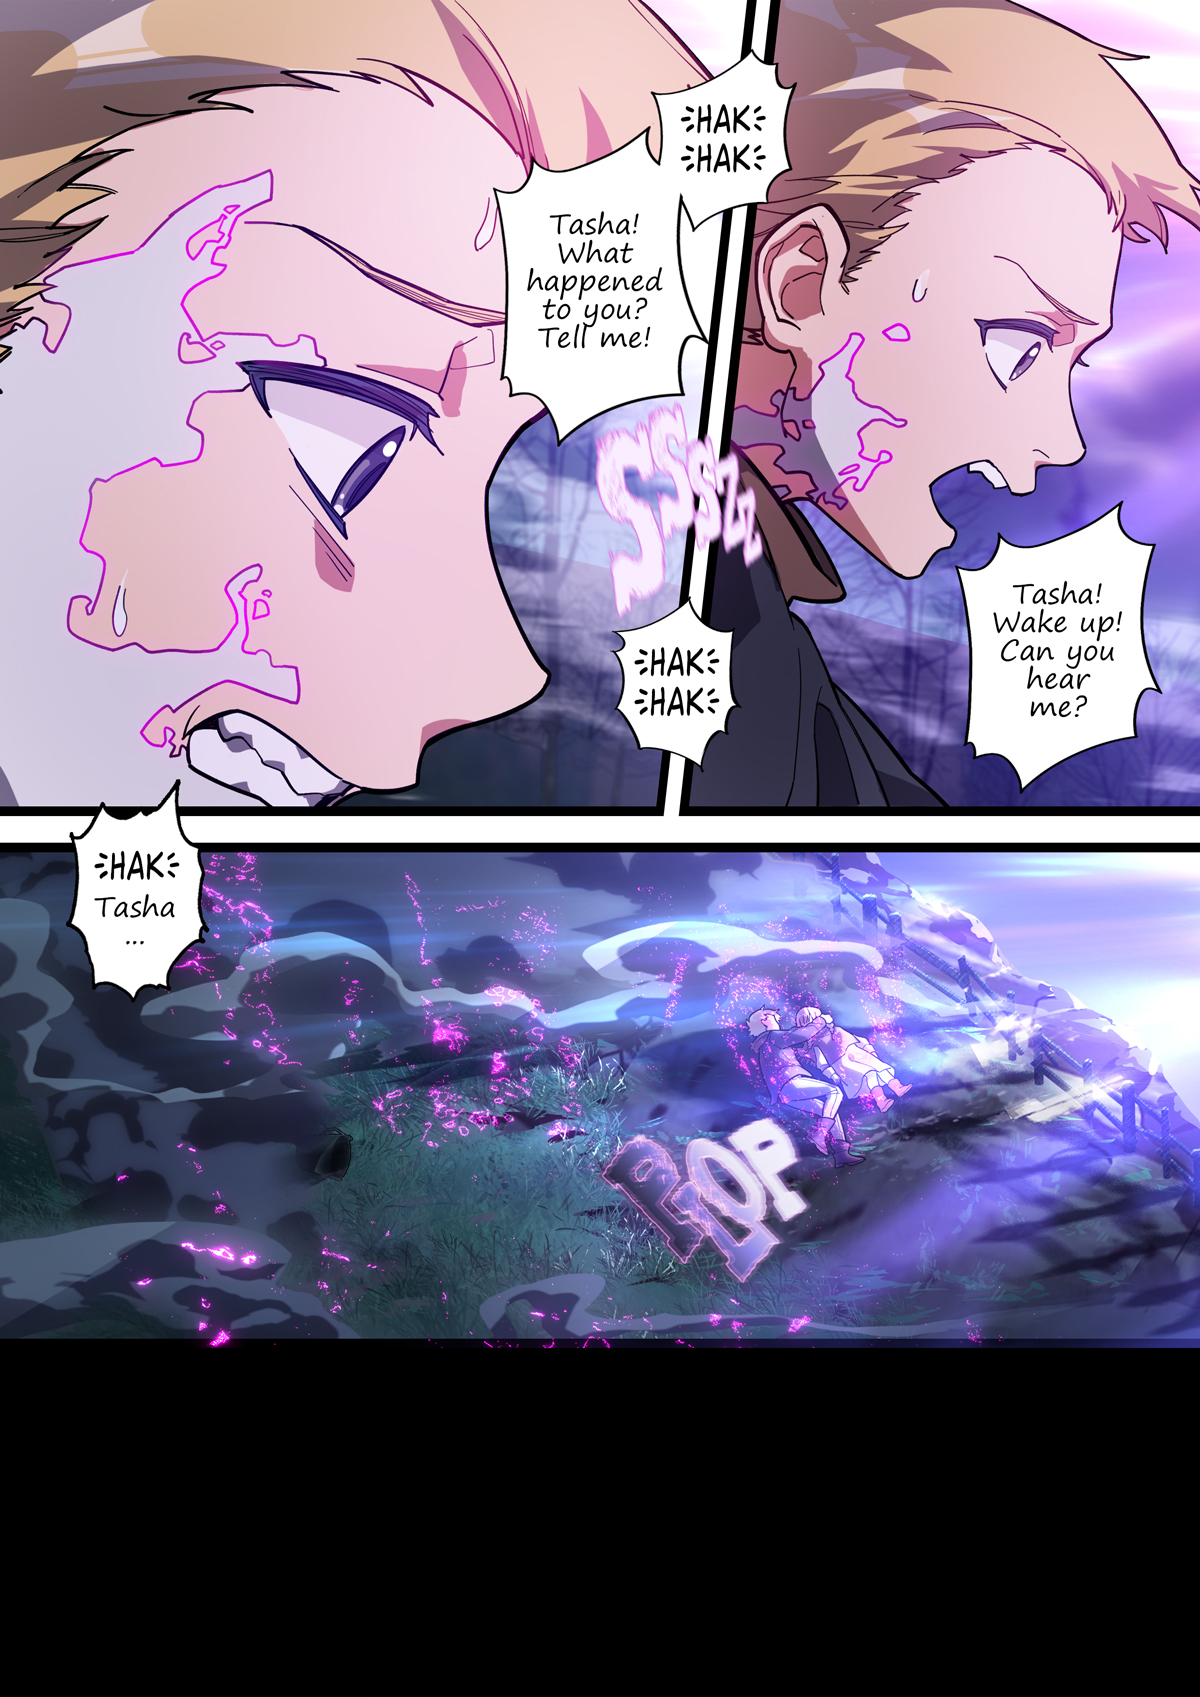 HAK
HAK
Tasha!
What
happened
to you?
Tell me!
SSSZZ
HAK
HAK
Tasha!
Wake up!
Can you
hear
me?
HAK
Tasha
...
PLOP